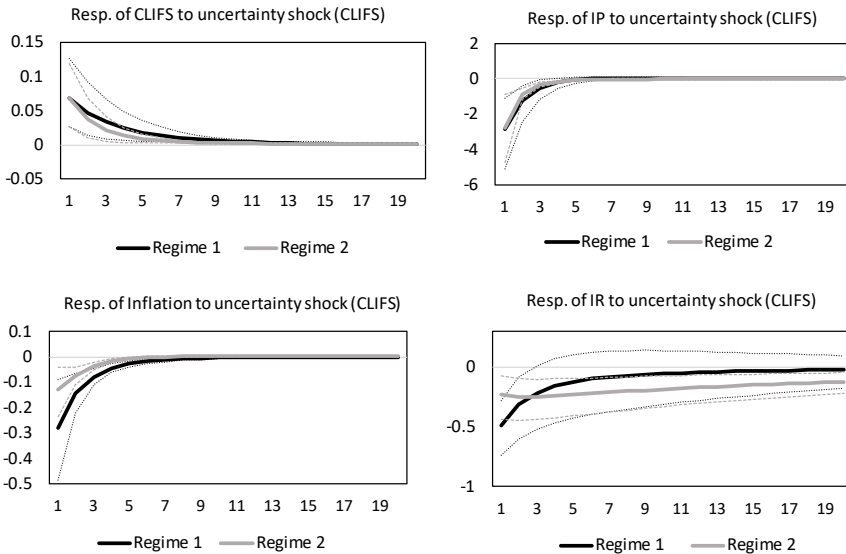 Resp. of CLIFS to uncertainty shock (CLIFS)
0.15
0.1
0.05
0
-0.05
1 3 5 7 9 11 13 15 17 19
Regime 1 Regime 2
Resp. of IP to uncertainty shock (CLIFS)
2
0
-2
-4
-6
1 3 5 7 9 11 13 15 17 19
Regime 1 Regime 2
Resp. of Inflation to uncertainty shock (CLIFS)
0.1
0
-0.1
-0.2
-0.3
-0.4
-0.5
1 3 5 7 9 11 13 15 17 19
Regime 1 Regime 2
Resp. of IR to uncertainty shock (CLIFS)
0
-0.5
-1
1 3 5 7 9 11 13 15 17 19
Regime 1 Regime 2